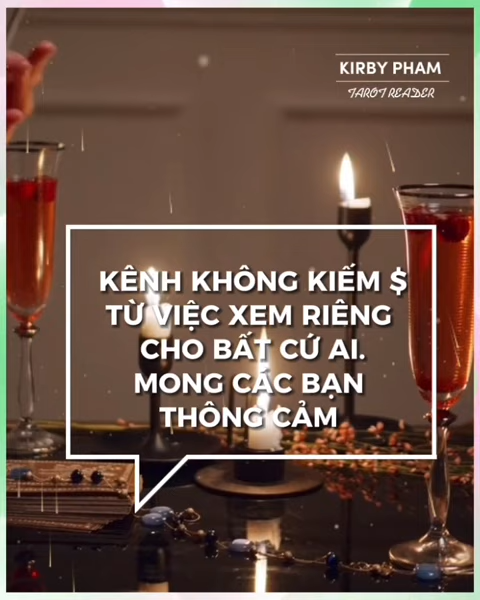 KIRBY PHAM
TAROT READER
KÊNH KHÔNG KIẾM $
TỪ VIỆC XEM RIÊNG
CHO BẤT CỨ AI.
MONG CÁC BẠN
THÔNG CẢM